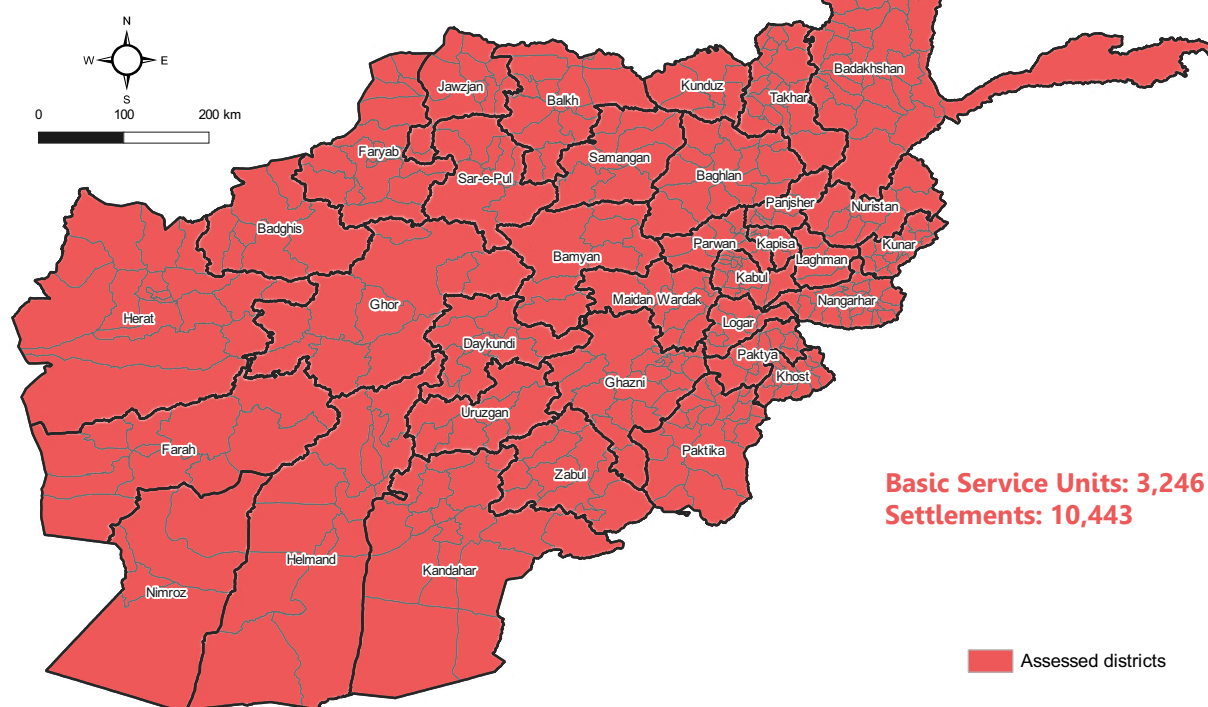 N
W E
S
0 100 200 km
Badakhshan
Jawzjan
Balkh
Kunduz
Takhar
Faryab
Samangan
Sar-e-Pul
Baghlan
Panjsher
Nuristan
Badghis
Parwan
Kapisa
Kunar
Bamyan
Laghman
Kabul
Herat
Ghor
Maidan Wardak
Nangarhar
Logar
Daykundi
Paktya
Ghazni
Khost
Uruzgan
Farah
Zabul
Paktika
Basic Service Units: 3,246
Settlements: 10,443
Helmand
Kandahar
Nimroz
Assessed districts